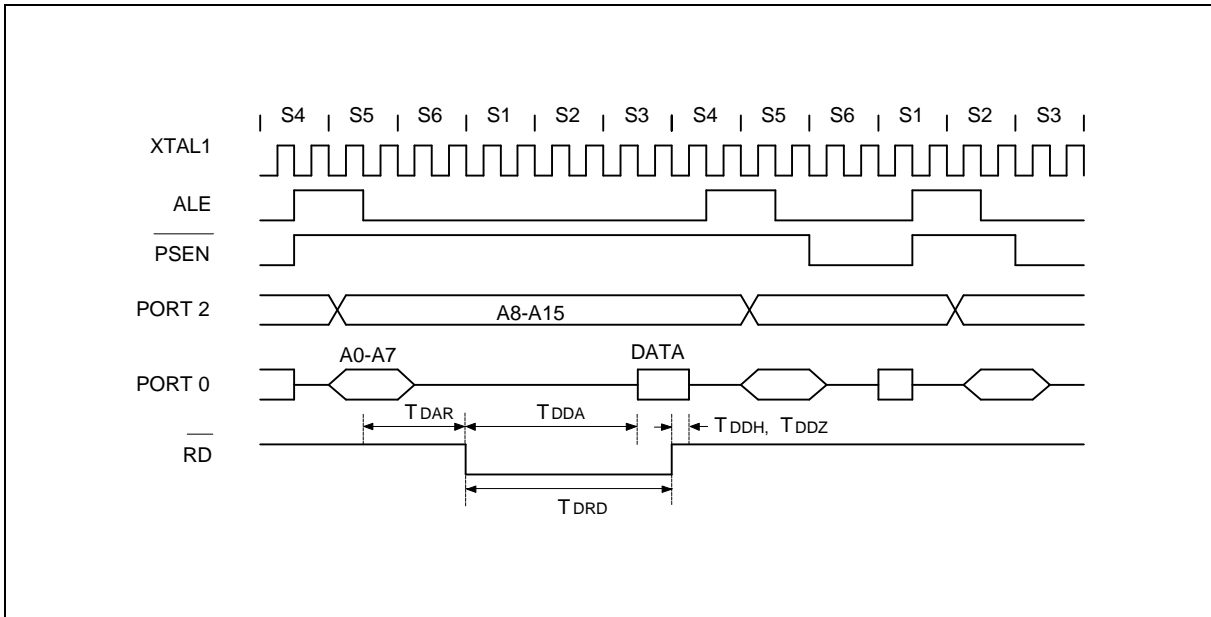 S4 S5 S6 S1 S2 S3 S4 S5 S6 S1 S2 S3
XTAL1
ALE
PSEN
PORT 2
A8-A15
A0-A7
DATA
PORT 0
TDAR
TDDA
TDDH, TDDZ
RD
TDRD